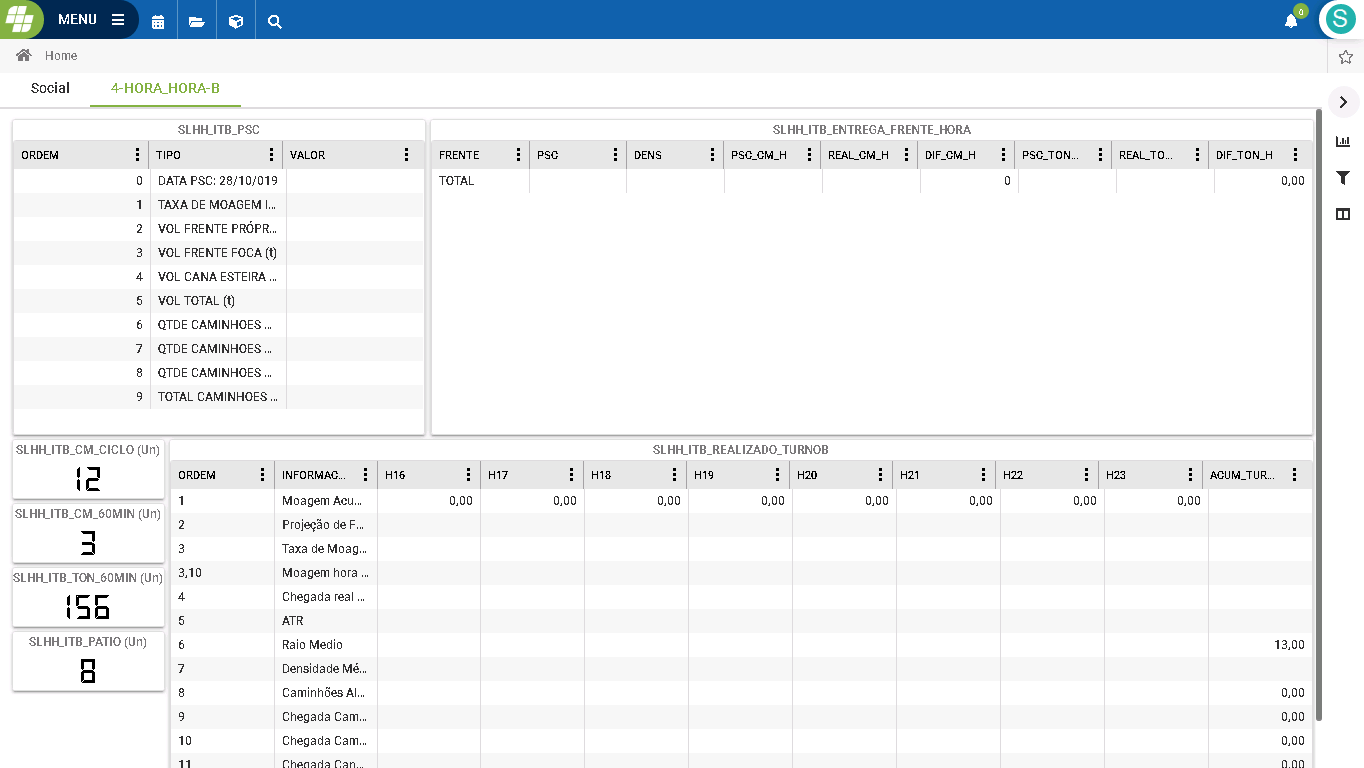 MENU
0
S
Home
Social
4-HORA_HORA-B
SLHH_ITB_PSC
ORDEM TIPO VALOR
0 DATA PSC: 28/10/019
1 TAXA DE MOAGEM I...
2 VOL FRENTE PRÓPR...
3 VOL FRENTE FOCA (t)
4 VOL CANA ESTEIRA ...
5 VOL TOTAL (t)
6 QTDE CAMINHOES ...
7 QTDE CAMINHOES ...
8 QTDE CAMINHOES ...
9 TOTAL CAMINHOES ...
SLHH_ITB_ENTREGA_FRENTE_HORA
FRENTE PSC DENS PSC_CM_H REAL_CM_H DIF_CM_H PSC_TON... REAL_TO... DIF_TON_H
TOTAL 0 0,00
SLHH_ITB_CM_CICLO (Un)
12
SLHH_ITB_CM_60MIN (Un)
3
SLHH_ITB_TON_60MIN (Un)
156
SLHH_ITB_PATIO (Un)
8
SLHH_ITB_REALIZADO_TURNOB
ORDEM INFORMAC... H16 H17 H18 H19 H20 H21 H22 H23 ACUM_TUR...
1 Moagem Acu... 0,00 0,00 0,00 0,00 0,00 0,00 0,00 0,00
2 Projeção de F...
3 Taxa de Moag...
3,10 Moagem hora ...
4 Chegada real ...
5 ATR
6 Raio Medio 13,00
7 Densidade Mé...
8 Caminhões Al... 0,00
9 Chegada Cam... 0,00
10 Chegada Cam... 0,00
11 Chegada Can... 0,00